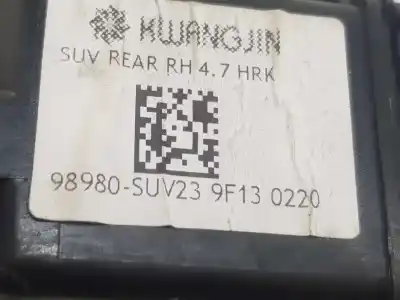 KWANGJIN
SUV REAR RH 4.7 HRK
98980-SUV23 9F13 0220